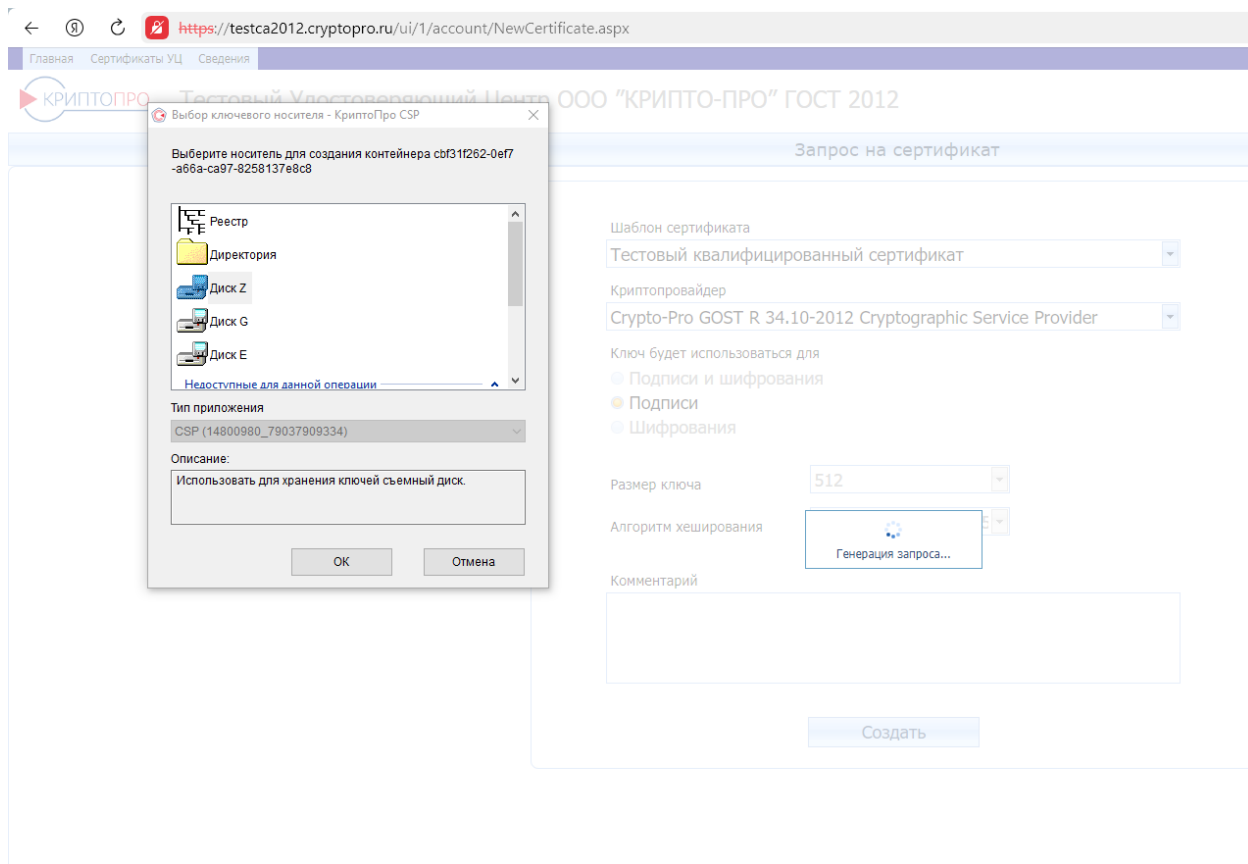 https://testca2012.cryptopro.ru/ui/1/account/NewCertificate.aspx
Главная Сертификаты УЦ Сведения
КРИПТОПРО Тестовый Удостоверяющий Центр ООО "КРИПТО-ПРО" ГОСТ 2012
Запрос на сертификат
Выбор ключевого носителя - КриптоПро CSP
Выберите носитель для создания контейнера cbf31f262-0ef7
-a66a-ca97-8258137e8c8
Реестр
Директория
Диск Z
Диск G
Диск E
Недоступные для данной операции
Тип приложения
CSP (14800980_79037909334)
Описание:
Использовать для хранения ключей съемный диск.
ОК
Отмена
Шаблон сертификата
Тестовый квалифицированный сертификат
Криптопровайдер
Crypto-Pro GOST R 34.10-2012 Cryptographic Service Provider
Ключ будет использоваться для
Подписи и шифрования
Подписи
Шифрования
Размер ключа
512
Алгоритм хеширования
Генерация запроса...
Комментарий
Создать